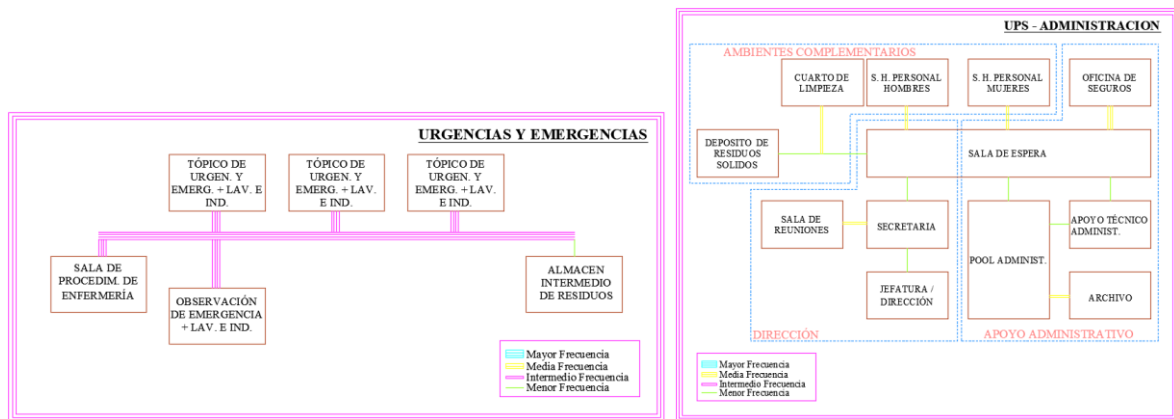 URGENCIAS Y EMERGENCIAS
TÓPICO DE
URGEN. Y
EMERG. + LAV. E
IND.
TÓPICO DE
URGEN. Y
EMERG. + LAV.
E IND.
TÓPICO DE
URGEN. Y
EMERG. + LAV.
E IND.
SALA DE
PROCEDIM. DE
ENFERMERÍA
OBSERVACIÓN
DE EMERGENCIA
+ LAV. E IND.
ALMACEN
INTERMEDIO
DE RESIDUOS
Mayor Frecuencia
Media Frecuencia
Intermedio Frecuencia
Menor Frecuencia
UPS - ADMINISTRACION
AMBIENTES COMPLEMENTARIOS
CUARTO DE
LIMPIEZA
S. H. PERSONAL
HOMBRES
S. H. PERSONAL
MUJERES
OFICINA DE
SEGUROS
DEPOSITO DE
RESIDUOS
SOLIDOS
SALA DE ESPERA
SALA DE
REUNIONES
SECRETARIA
POOL ADMINIST.
APOYO TÉCNICO
ADMINIST.
JEFATURA /
DIRECCIÓN
ARCHIVO
DIRECCIÓN
APOYO ADMINISTRATIVO
Mayor Frecuencia
Media Frecuencia
Intermedio Frecuencia
Menor Frecuencia